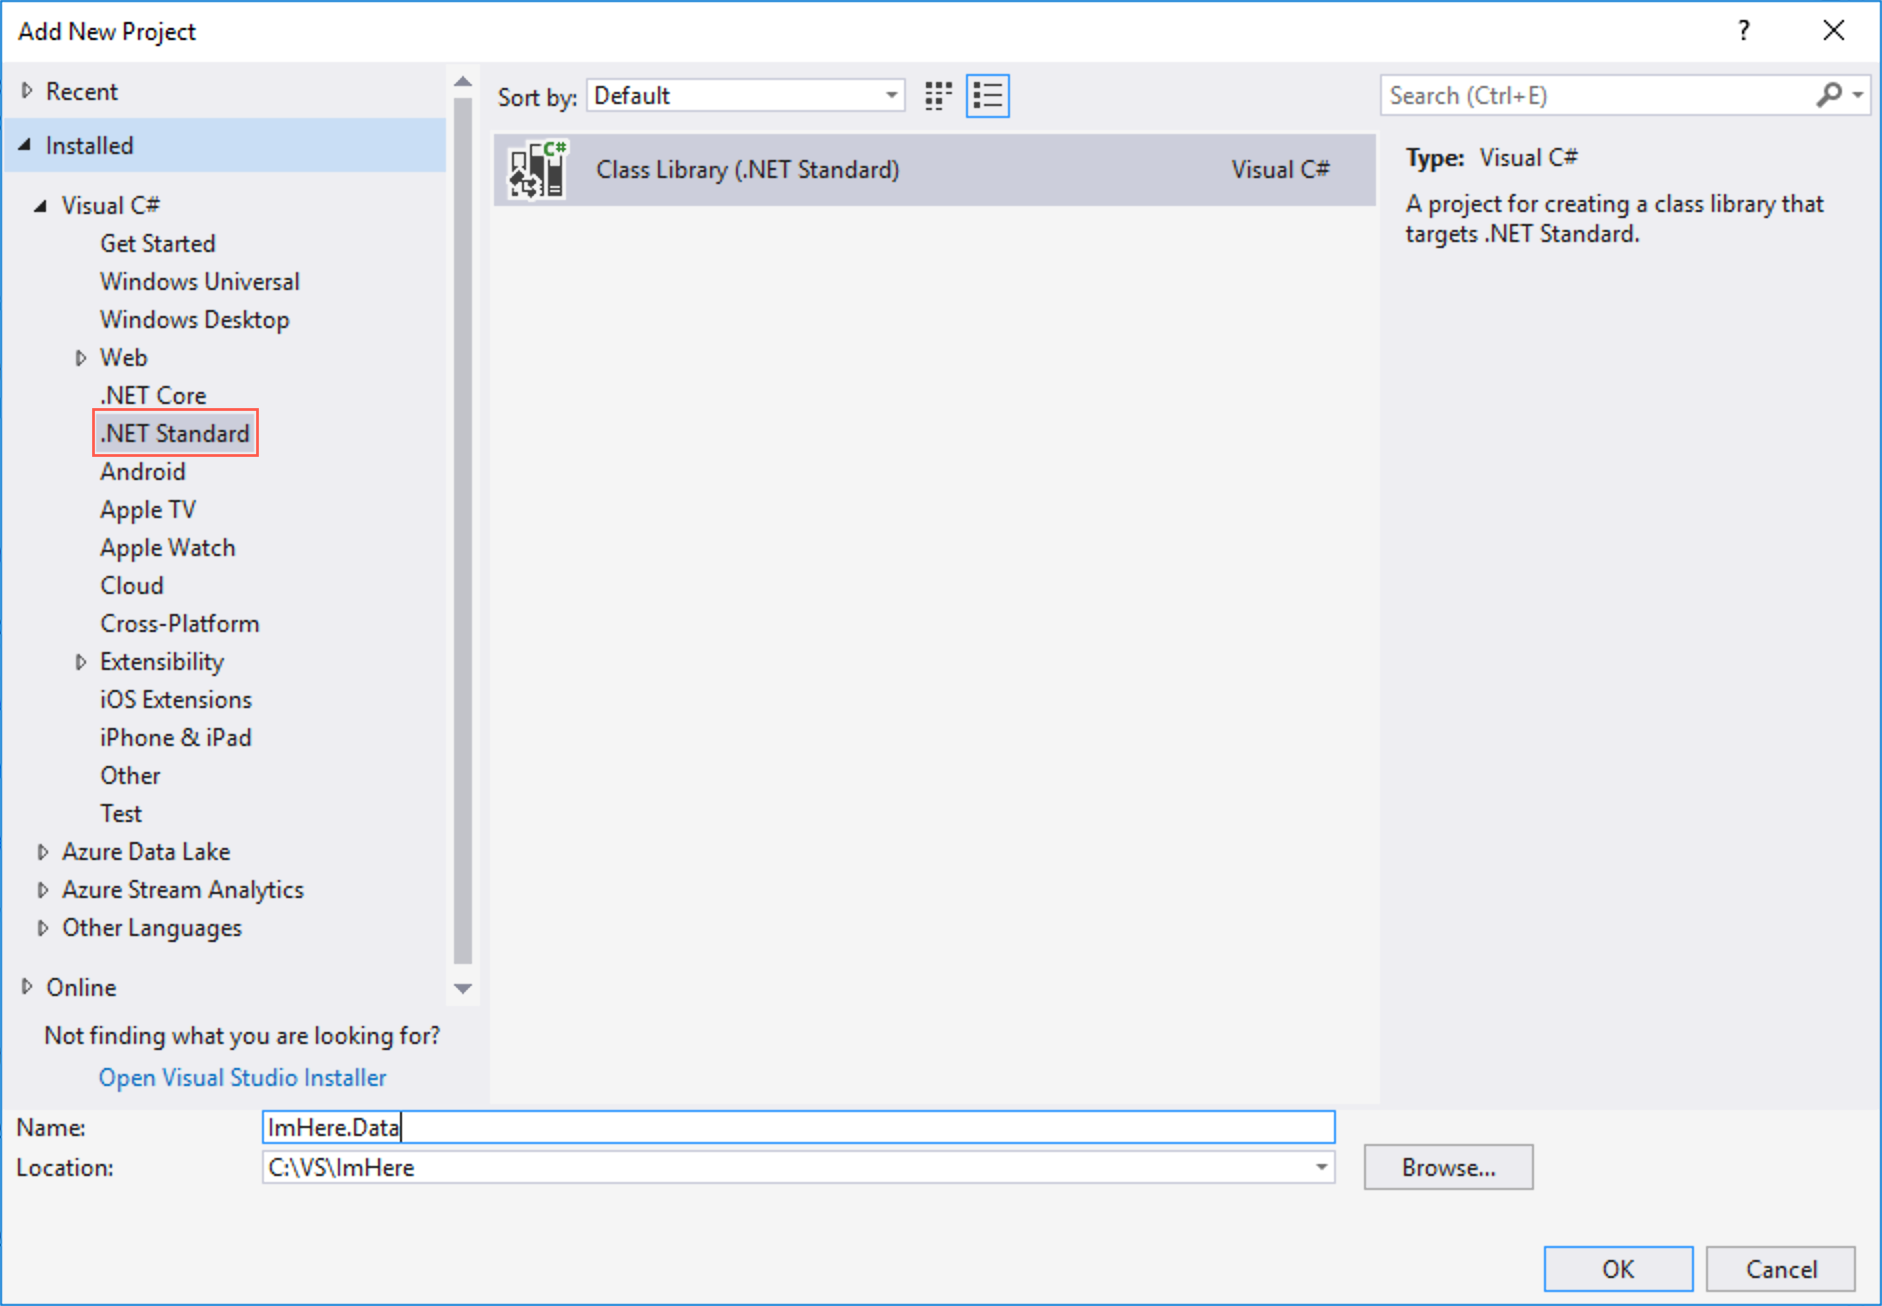 Add New Project
?
Recent
Installed
Visual C#
Get Started
Windows Universal
Windows Desktop
Web
.NET Core
.NET Standard
Android
Apple TV
Apple Watch
Cloud
Cross-Platform
Extensibility
iOS Extensions
iPhone & iPad
Other
Test
Azure Data Lake
Azure Stream Analytics
Other Languages
Online
Not finding what you are looking for?
Open Visual Studio Installer
Sort by: Default
C#
Class Library (.NET Standard) Visual C#
Search (Ctrl+E)
Type: Visual C#
A project for creating a class library that
targets .NET Standard.
Name: ImHere.Data
Location: C:\VS\ImHere
Browse...
OK Cancel